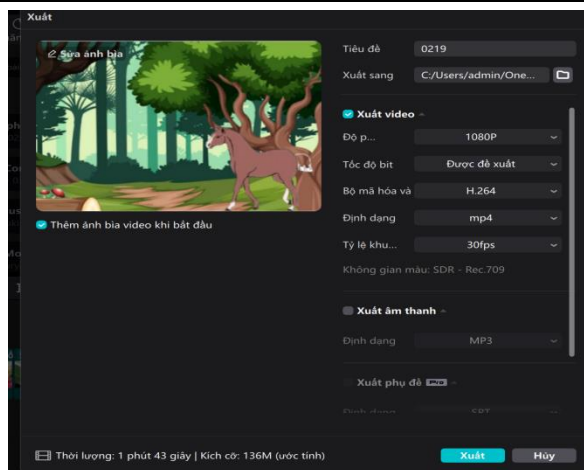 Xuất
Sửa ảnh bìa
Thêm ảnh bìa video khi bắt đầu
Tiêu đề 0219
Xuất sang C:/Users/admin/One...
Xuất video
Độ p... 1080P
Tốc độ bit Được đề xuất
Bộ mã hóa và H.264
Định dạng mp4
Tỷ lệ khu... 30fps
Không gian màu: SDR - Rec.709
Xuất âm thanh
Định dạng MP3
Xuất phụ đề Pro
Định dạng SRT
Thời lượng: 1 phút 43 giây | Kích cỡ: 136M (ước tính)
Xuất Hủy